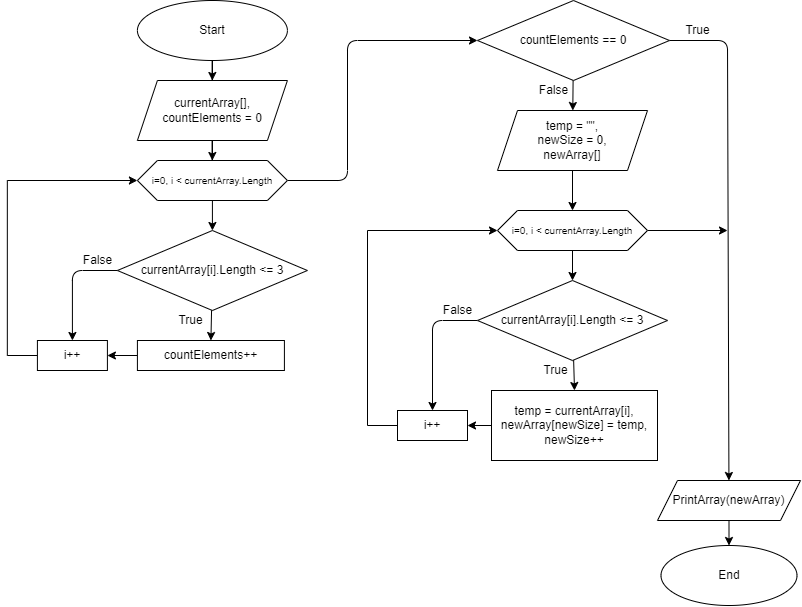 Start
currentArray[],
countElements = 0
i=0, i < currentArray.Length
currentArray[i].Length <= 3
False
True
i++
countElements++
countElements == 0
True
False
temp = "",
newSize = 0,
newArray[]
i=0, i < currentArray.Length
currentArray[i].Length <= 3
False
True
i++
temp = currentArray[i],
newArray[newSize] = temp,
newSize++
PrintArray(newArray)
End